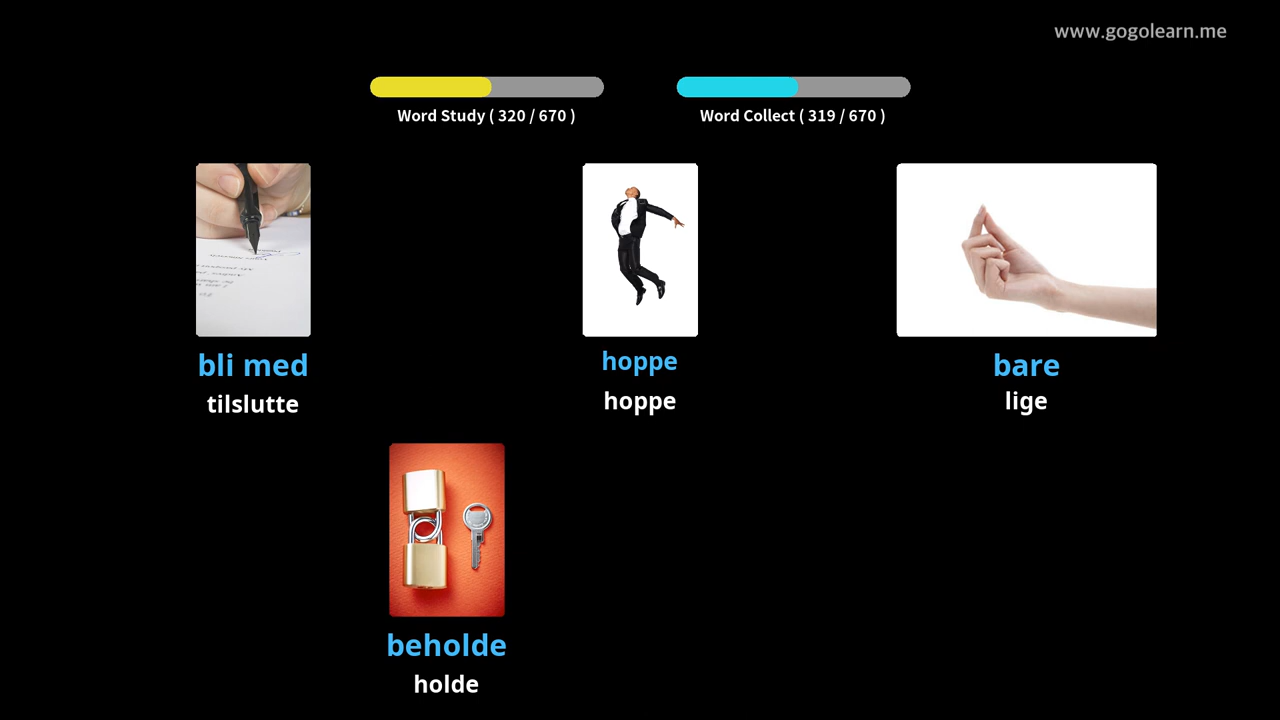 www.gogolearn.me
Word Study ( 320 / 670 )
Word Collect ( 319 / 670 )
bli med
tilslutte
hoppe
hoppe
bare
lige
beholde
holde